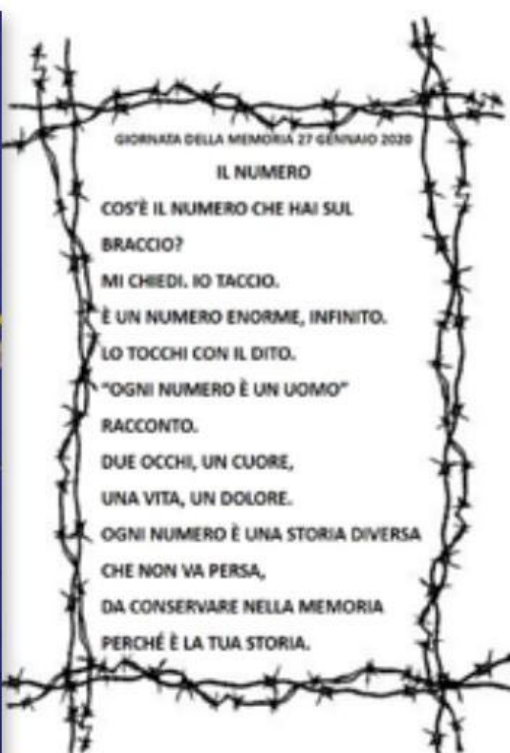 GIORNATA DELLA MEMORIA 27 GENNAIO 2020
IL NUMERO
COS'È IL NUMERO CHE HAI SUL
BRACCIO?
MI CHIEDI. IO TACCIO.
È UN NUMERO ENORME, INFINITO.
LO TOCCHI CON IL DITO.
"OGNI NUMERO È UN UOMO"
RACCONTO.
DUE OCCHI, UN CUORE,
UNA VITA, UN DOLORE.
OGNI NUMERO È UNA STORIA DIVERSA
CHE NON VA PERSA,
DA CONSERVARE NELLA MEMORIA
PERCHÉ È LA TUA STORIA.